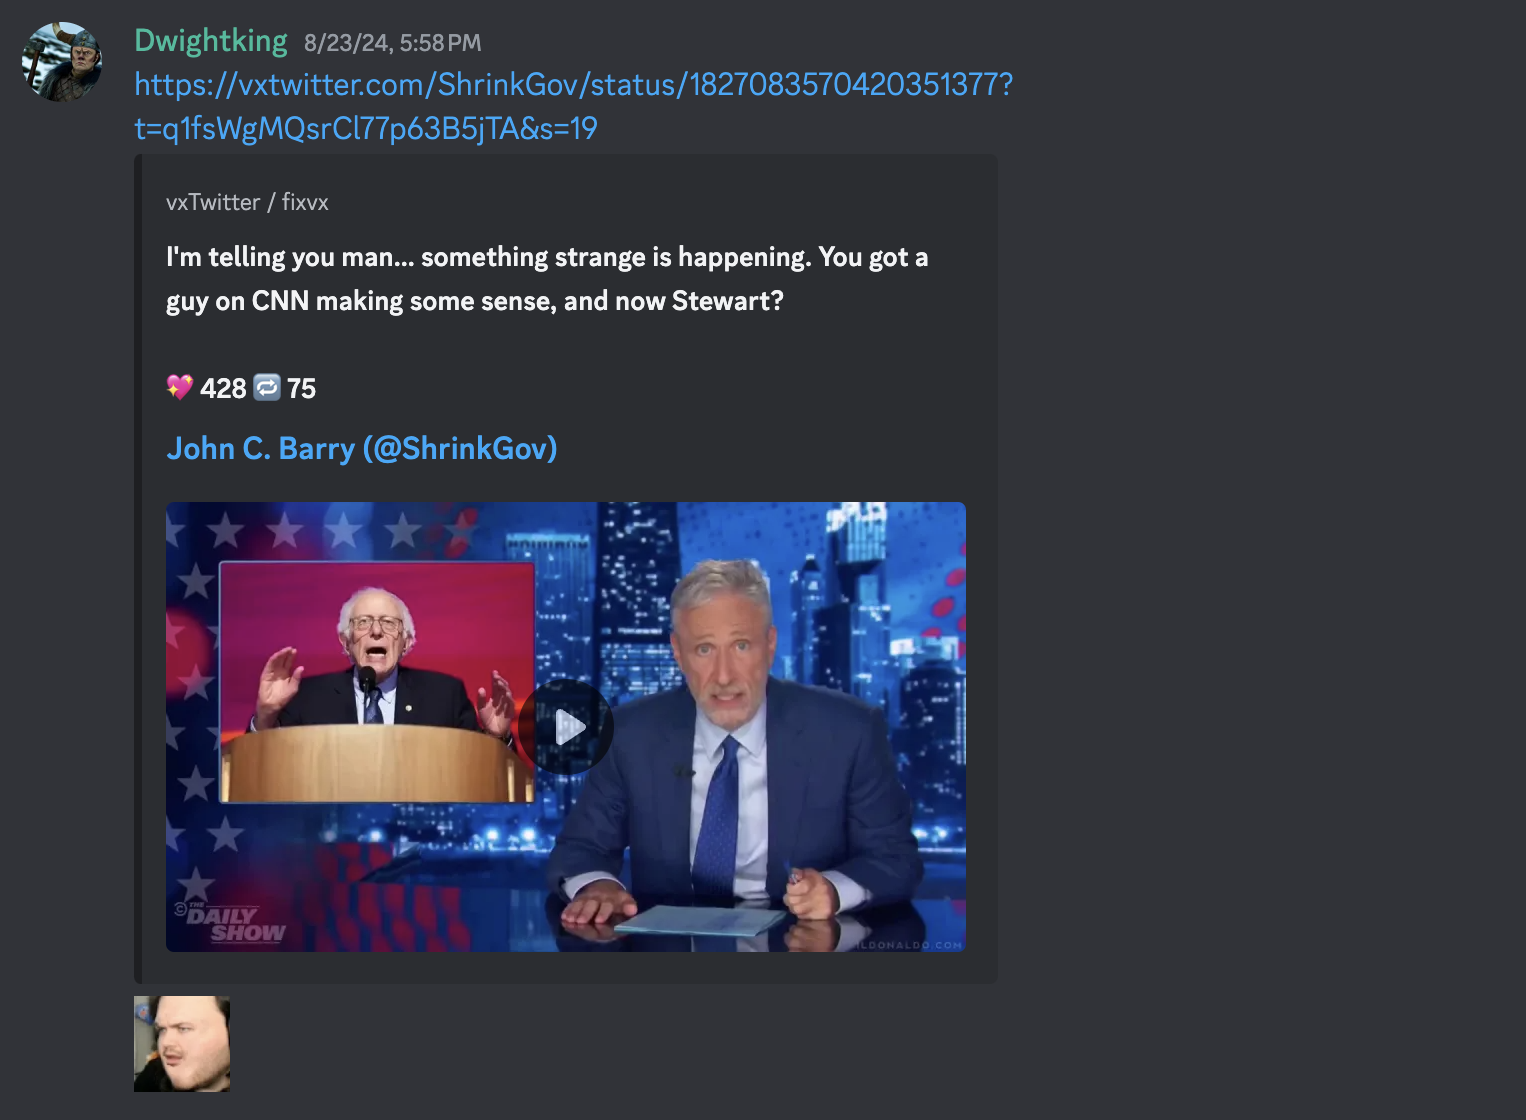 Dwightking 8/23/24, 5:58 PM
https://vxtwitter.com/ShrinkGov/status/1827083570420351377?
t=q1fsWgMQsrCl77p63B5jTA&s=19
vxTwitter / fixvx
I'm telling you man... something strange is happening. You got a
guy on CNN making some sense, and now Stewart?
💖 428 🔁 75
John C. Barry (@ShrinkGov)
THE
DAILY
SHOW
ILDONALDO.COM